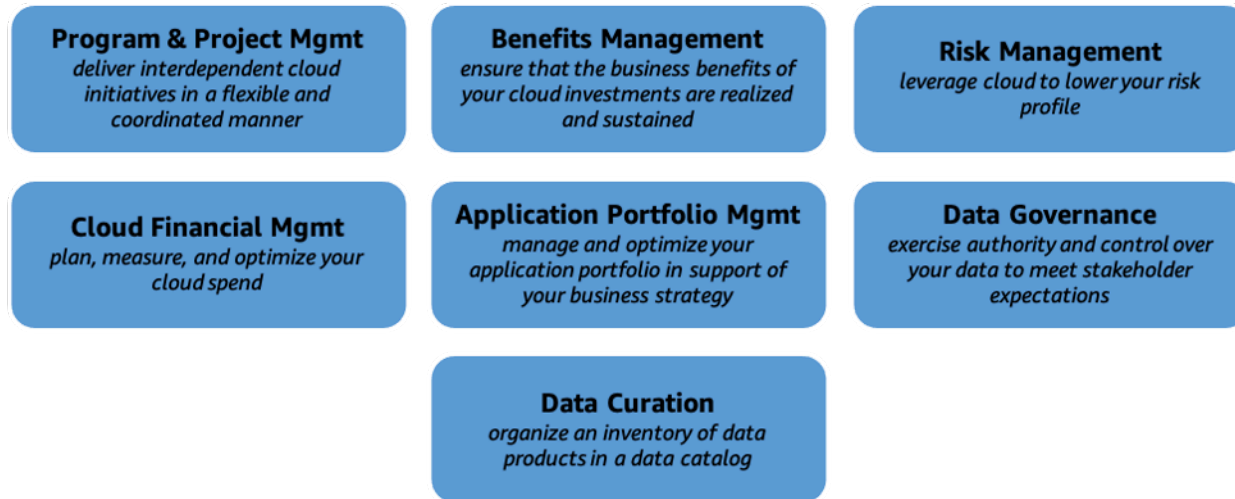 Program & Project Mgmt
deliver interdependent cloud
initiatives in a flexible and
coordinated manner
Benefits Management
ensure that the business benefits of
your cloud investments are realized
and sustained
Risk Management
leverage cloud to lower your risk
profile
Cloud Financial Mgmt
plan, measure, and optimize your
cloud spend
Application Portfolio Mgmt
manage and optimize your
application portfolio in support of
your business strategy
Data Governance
exercise authority and control over
your data to meet stakeholder
expectations
Data Curation
organize an inventory of data
products in a data catalog